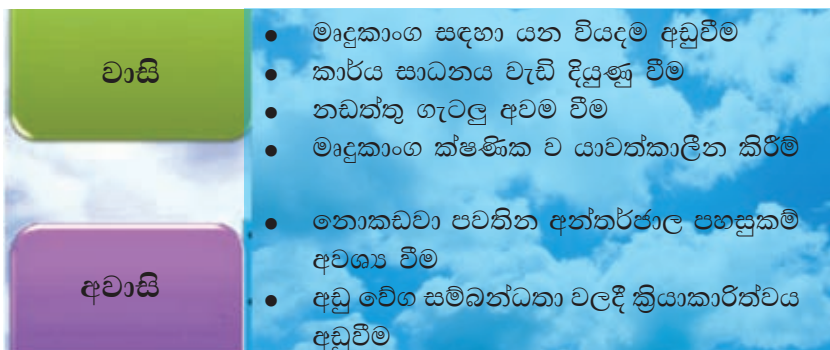 වාසි
● මෘදුකාංග සඳහා යන වියදම අඩුවීම
● කාර්ය සාධනය වැඩි දියුණු වීම
● නඩත්තු ගැටලු අවම වීම
● මෘදුකාංග ක්ෂණික ව යාවත්කාලීන කිරීම්
අවාසි
● නොකඩවා පවතින අන්තර්ජාල පහසුකම්
අවශ්‍ය වීම
● අඩු වේග සම්බන්ධතා වලදී ක්‍රියාකාරිත්වය
අඩුවීම